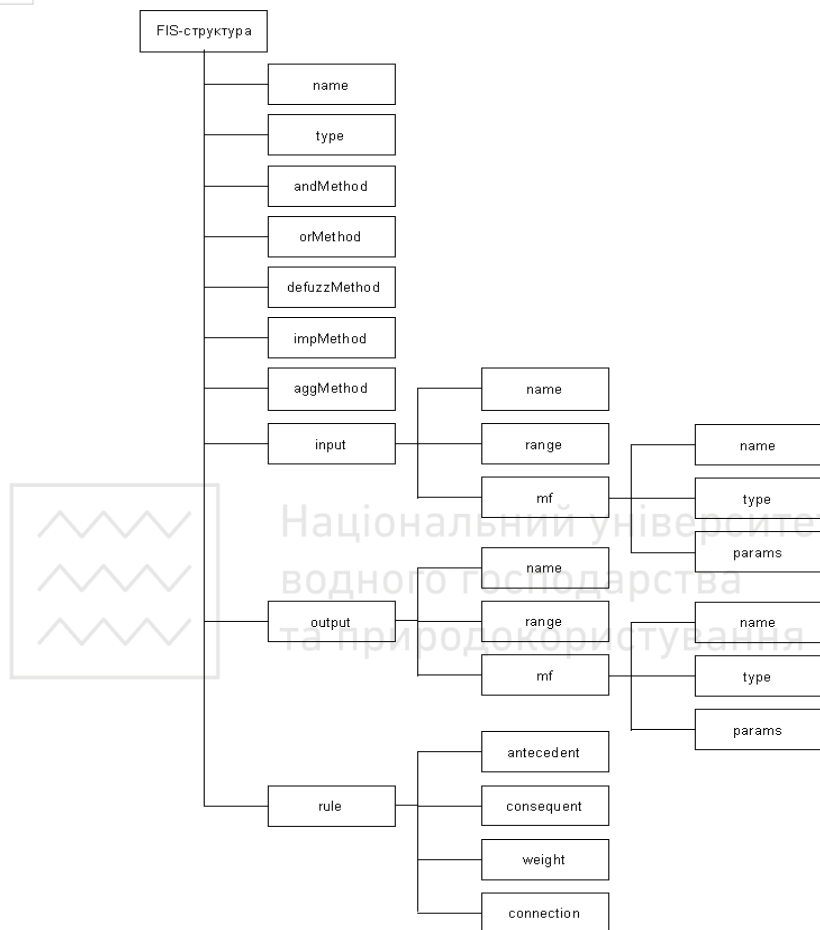 FIS-структура
name
type
andMethod
orMethod
defuzzMethod
impMethod
aggMethod
input
name
range
mf
name
type
params
output
name
range
mf
name
type
params
rule
antecedent
consequent
weight
connection
Національний
водного господарства
та природокористування